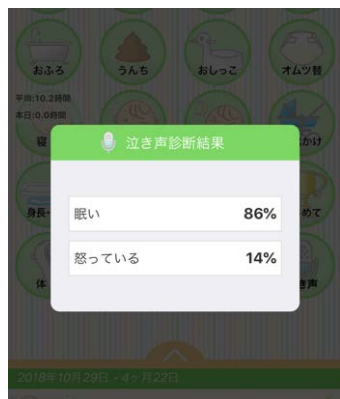 おふろ
うんち
おしっこ
オムツ替
平均:10.2時間
本日:0.0時間
寝
かけ
泣き声診断結果
身長・
めて
眠い 86%
怒っている 14%
体
き声
2018年10月29日 - 4ヶ月22日